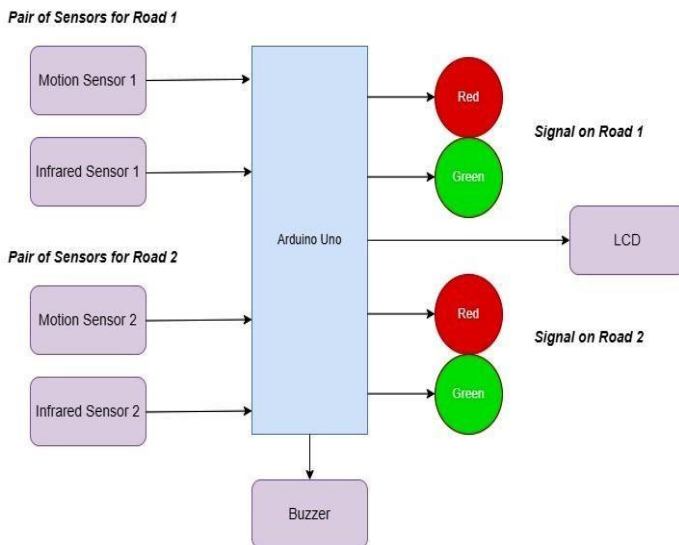 Pair of Sensors for Road 1
Motion Sensor 1
Infrared Sensor 1
Pair of Sensors for Road 2
Motion Sensor 2
Infrared Sensor 2
Arduino Uno
Buzzer
Red
Green
Signal on Road 1
LCD
Red
Green
Signal on Road 2